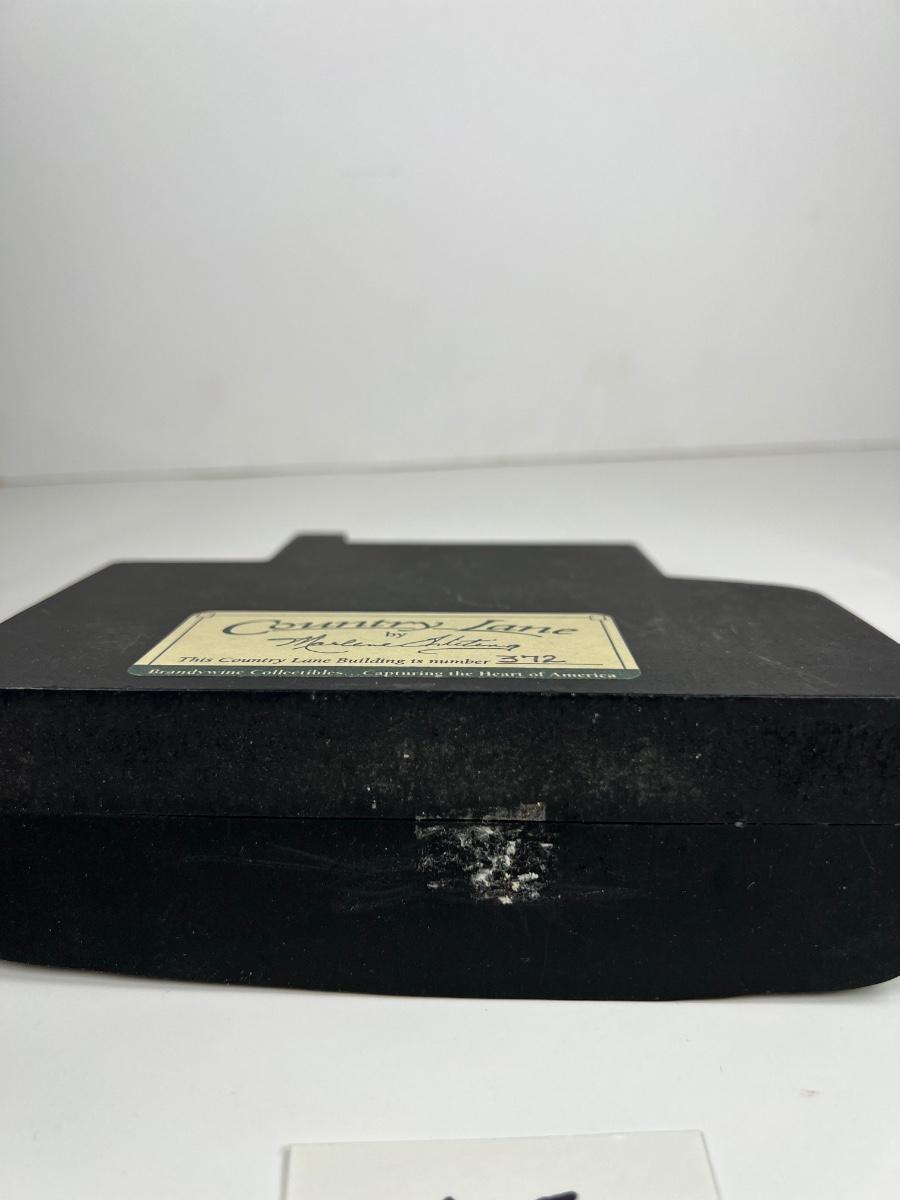 Country Lane
by
Marlene Whiting
This Country Lane Building is number 372
Brandywine Collectibles...Capturing the Heart of America